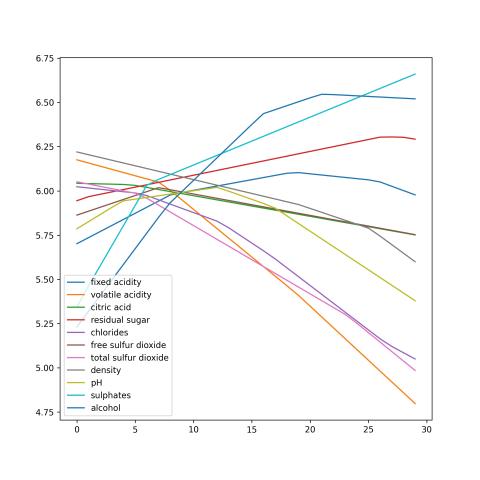 6.75
6.50
6.25
6.00
5.75
5.50
5.25
5.00
4.75
fixed acidity
volatile acidity
citric acid
residual sugar
chlorides
free sulfur dioxide
total sulfur dioxide
density
pH
sulphates
alcohol
0 5 10 15 20 25 30